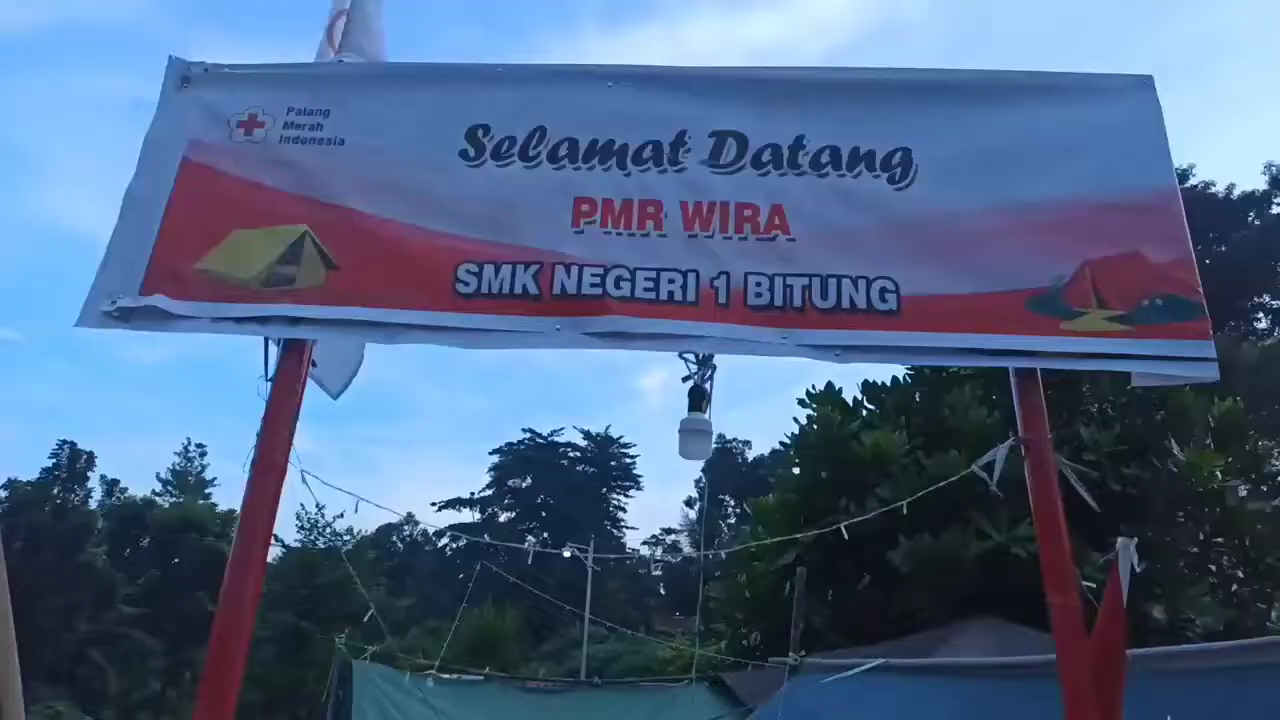 Palang
Merah
Indonesia
Selamat Datang
PMR WIRA
SMK NEGERI 1 BITUNG